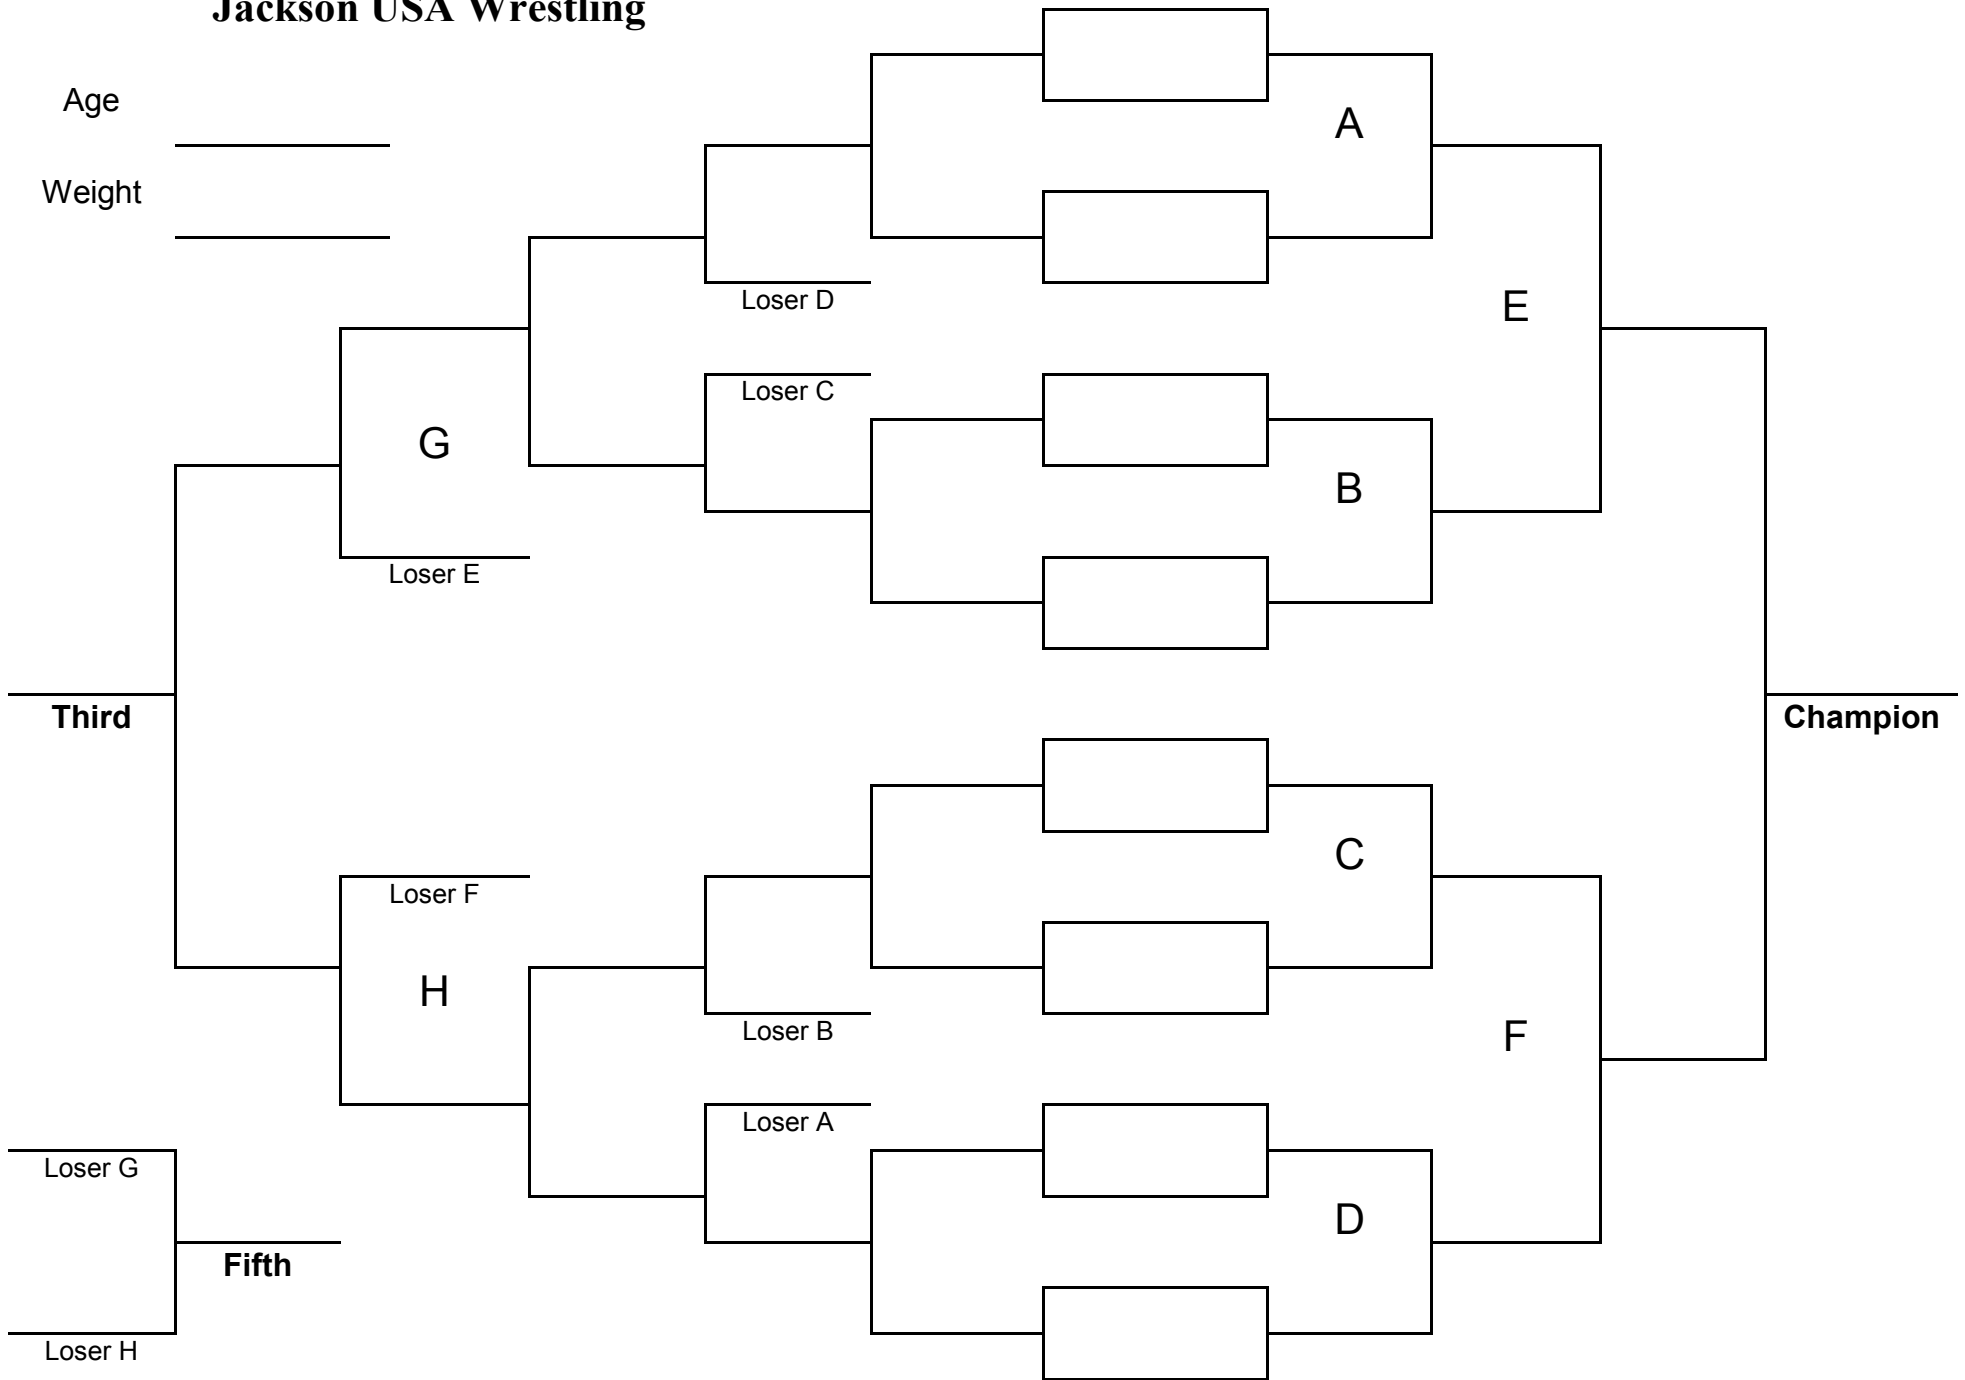 Jackson USA Wrestling
Age
A
Weight
Loser D
E
Loser C
G
B
Loser E
Third
Champion
C
Loser F
H
Loser B
F
Loser A
Loser G
D
Fifth
Loser H